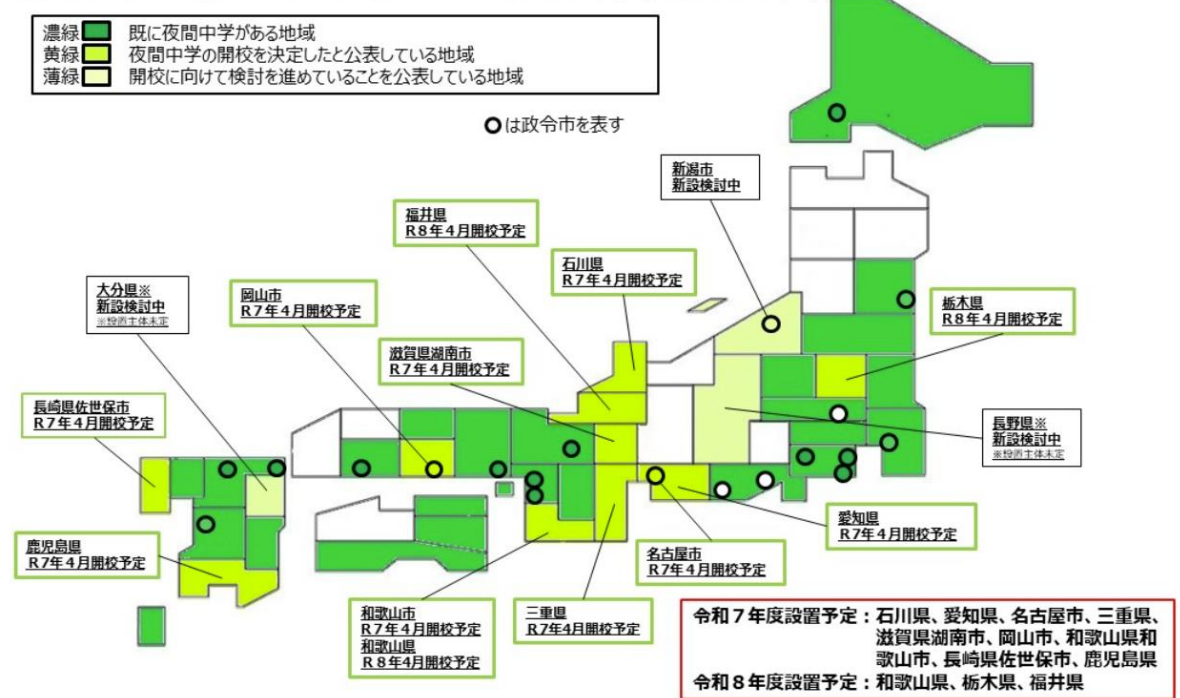 濃緑 既に夜間中学がある地域
黄緑 夜間中学の開校を決定したと公表している地域
薄緑 開校に向けて検討を進めていることを公表している地域
○は政令市を表す
新潟市
新設検討中
福井県
R8年4月開校予定
石川県
R7年4月開校予定
大分県※
新設検討中
※設置主体未定
岡山市
R7年4月開校予定
栃木県
R8年4月開校予定
滋賀県湖南市
R7年4月開校予定
長崎県佐世保市
R7年4月開校予定
長野県※
新設検討中
※設置主体未定
愛知県
R7年4月開校予定
鹿児島県
R7年4月開校予定
名古屋市
R7年4月開校予定
和歌山市
R7年4月開校予定
和歌山県
R8年4月開校予定
三重県
R7年4月開校予定
令和7年度設置予定:石川県、愛知県、名古屋市、三重県、
滋賀県湖南市、岡山市、和歌山県和
歌山市、長崎県佐世保市、鹿児島県
令和8年度設置予定:和歌山県、栃木県、福井県